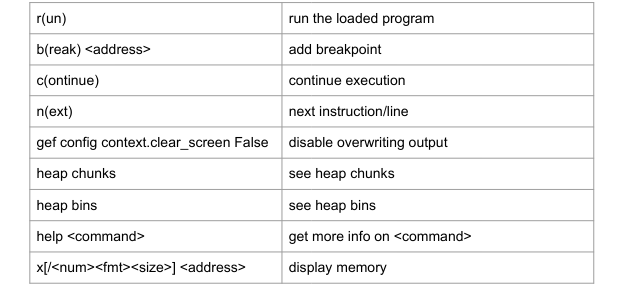 r(un) run the loaded program
b(reak) <address> add breakpoint
c(ontinue) continue execution
n(ext) next instruction/line
gef config context.clear_screen False disable overwriting output
heap chunks see heap chunks
heap bins see heap bins
help <command> get more info on <command>
x[/<num><fmt><size>] <address> display memory